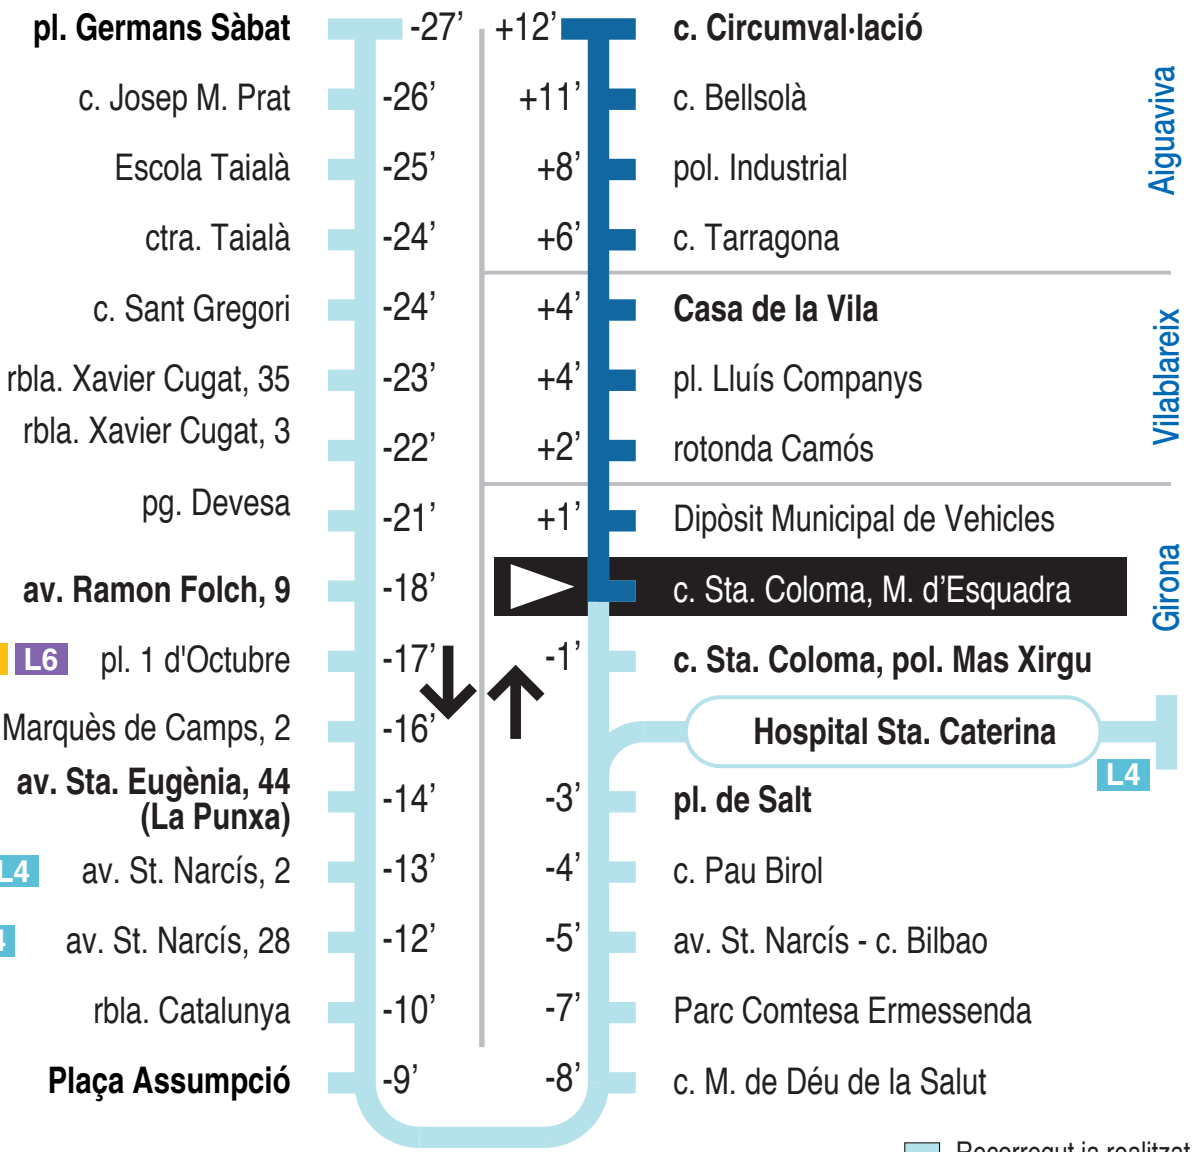 pl. Germans Sàbat -27’
c. Josep M. Prat -26’
Escola Taialà -25’
ctra. Taialà -24’
c. Sant Gregori -24’
rbla. Xavier Cugat, 35 -23’
rbla. Xavier Cugat, 3 -22’
pg. Devesa -21’
av. Ramon Folch, 9 -18’
L6 pl. 1 d'Octubre -17’
Marquès de Camps, 2 -16’
av. Sta. Eugènia, 44
(La Punxa) -14’
L4 av. St. Narcís, 2 -13’
av. St. Narcís, 28 -12’
rbla. Catalunya -10’
Plaça Assumpció -9’
+12’ c. Circumval·lació
+11’ c. Bellsolà
+8’ pol. Industrial
+6’ c. Tarragona
Aiguaviva
+4’ Casa de la Vila
+4’ pl. Lluís Companys
+2’ rotonda Camós
Vilablareix
+1’ Dipòsit Municipal de Vehicles
c. Sta. Coloma, M. d’Esquadra
Girona
-1’ c. Sta. Coloma, pol. Mas Xirgu
Hospital Sta. Caterina
L4
-3’ pl. de Salt
-4’ c. Pau Birol
-5’ av. St. Narcís - c. Bilbao
-7’ Parc Comtesa Ermessenda
-8’ c. M. de Déu de la Salut
Recorregut ja realitzat